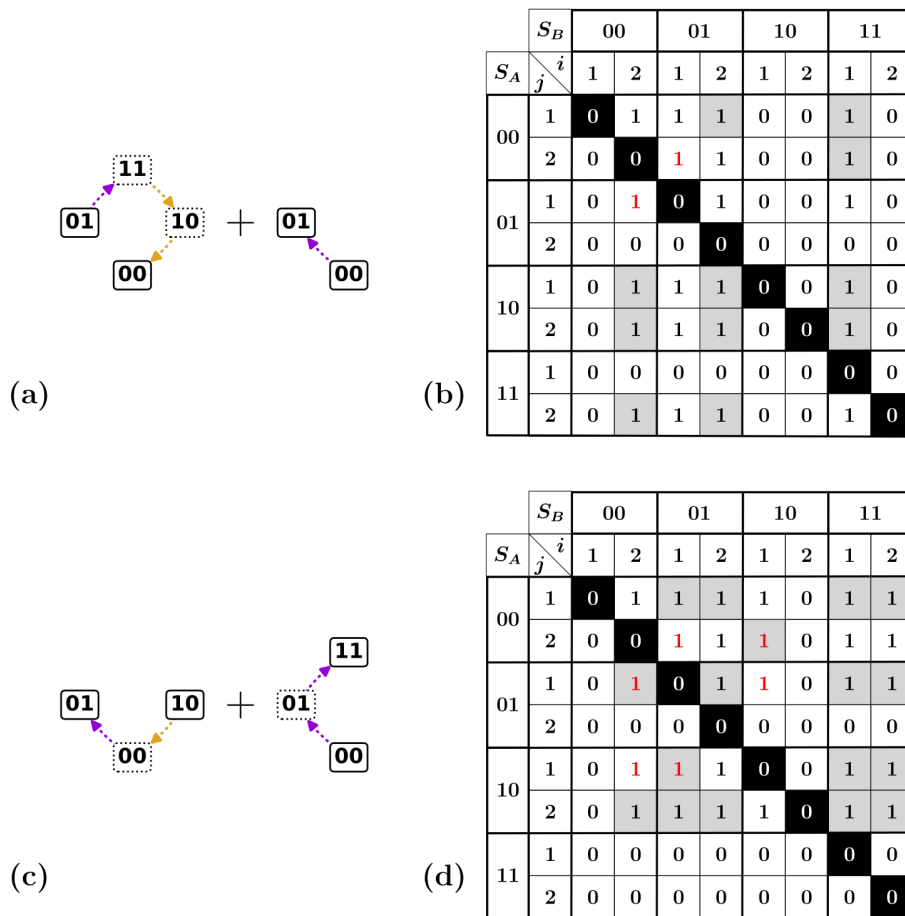 S_B 00 01 10 11
S_A j i 1 2 1 2 1 2 1 2
00 1 0 1 1 1 0 0 1 0
2 0 0 1 1 0 0 1 0
01 1 0 1 0 1 0 0 1 0
2 0 0 0 0 0 0 0 0
10 1 0 1 1 1 0 0 1 0
2 0 1 1 1 0 0 1 0
11 1 0 0 0 0 0 0 0 0
2 0 1 1 1 0 0 1 0
11
01 10 + 01
00 00
(a) (b)
S_B 00 01 10 11
S_A j i 1 2 1 2 1 2 1 2
00 1 0 1 1 1 1 0 1 1
2 0 0 1 1 1 0 1 1
01 1 0 1 0 1 1 0 1 1
2 0 0 0 0 0 0 0 0
10 1 0 1 1 1 0 0 1 1
2 0 1 1 1 1 0 1 1
11 1 0 0 0 0 0 0 0 0
2 0 0 0 0 0 0 0 0
11
01 10 + 01
00 00
(c) (d)